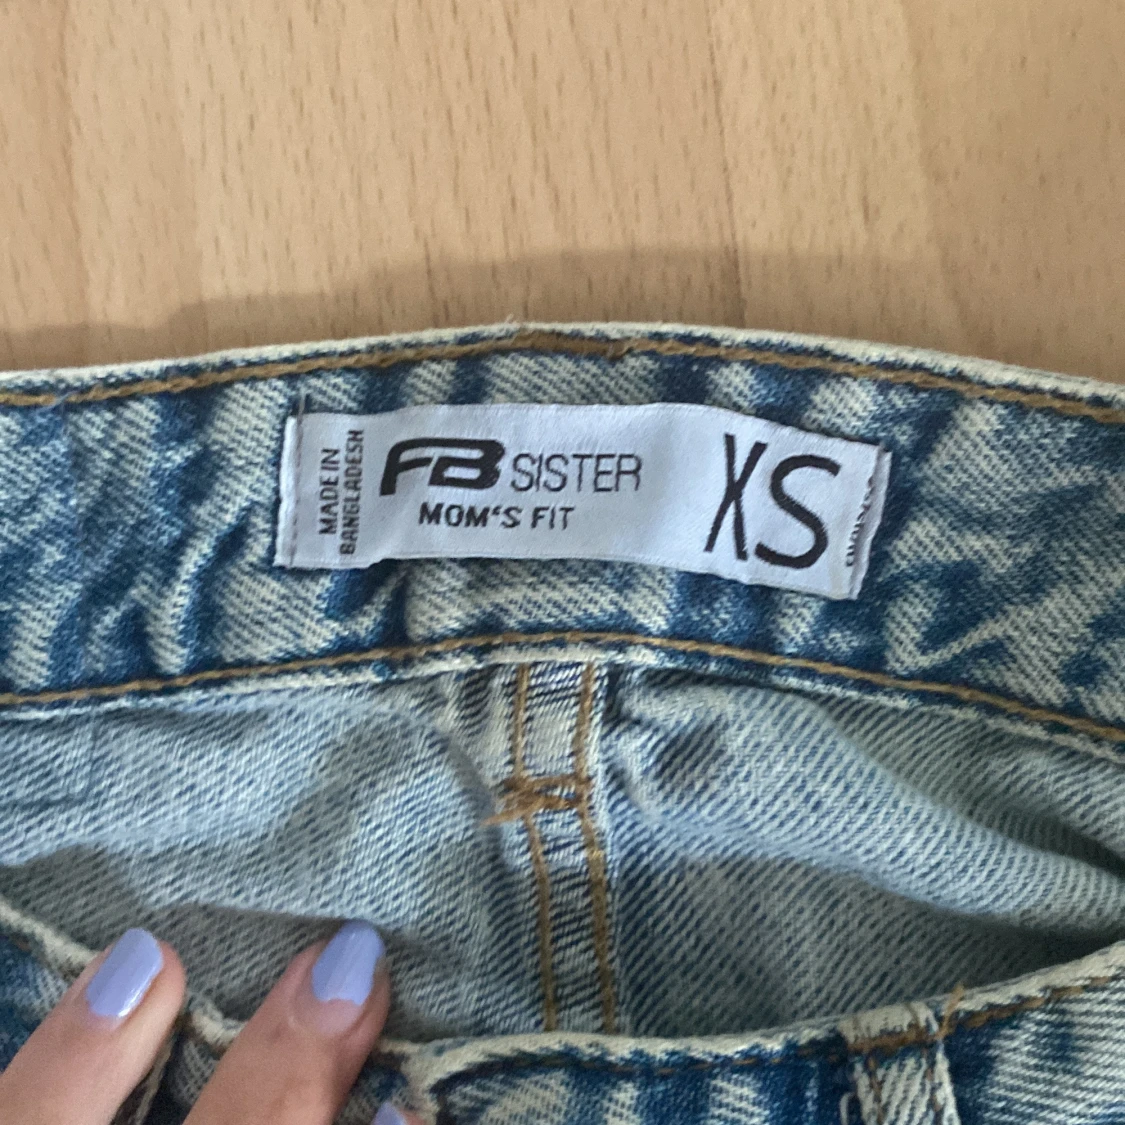 MADE IN
BANGLADESH
FB SISTER
MOM‘S FIT
XS